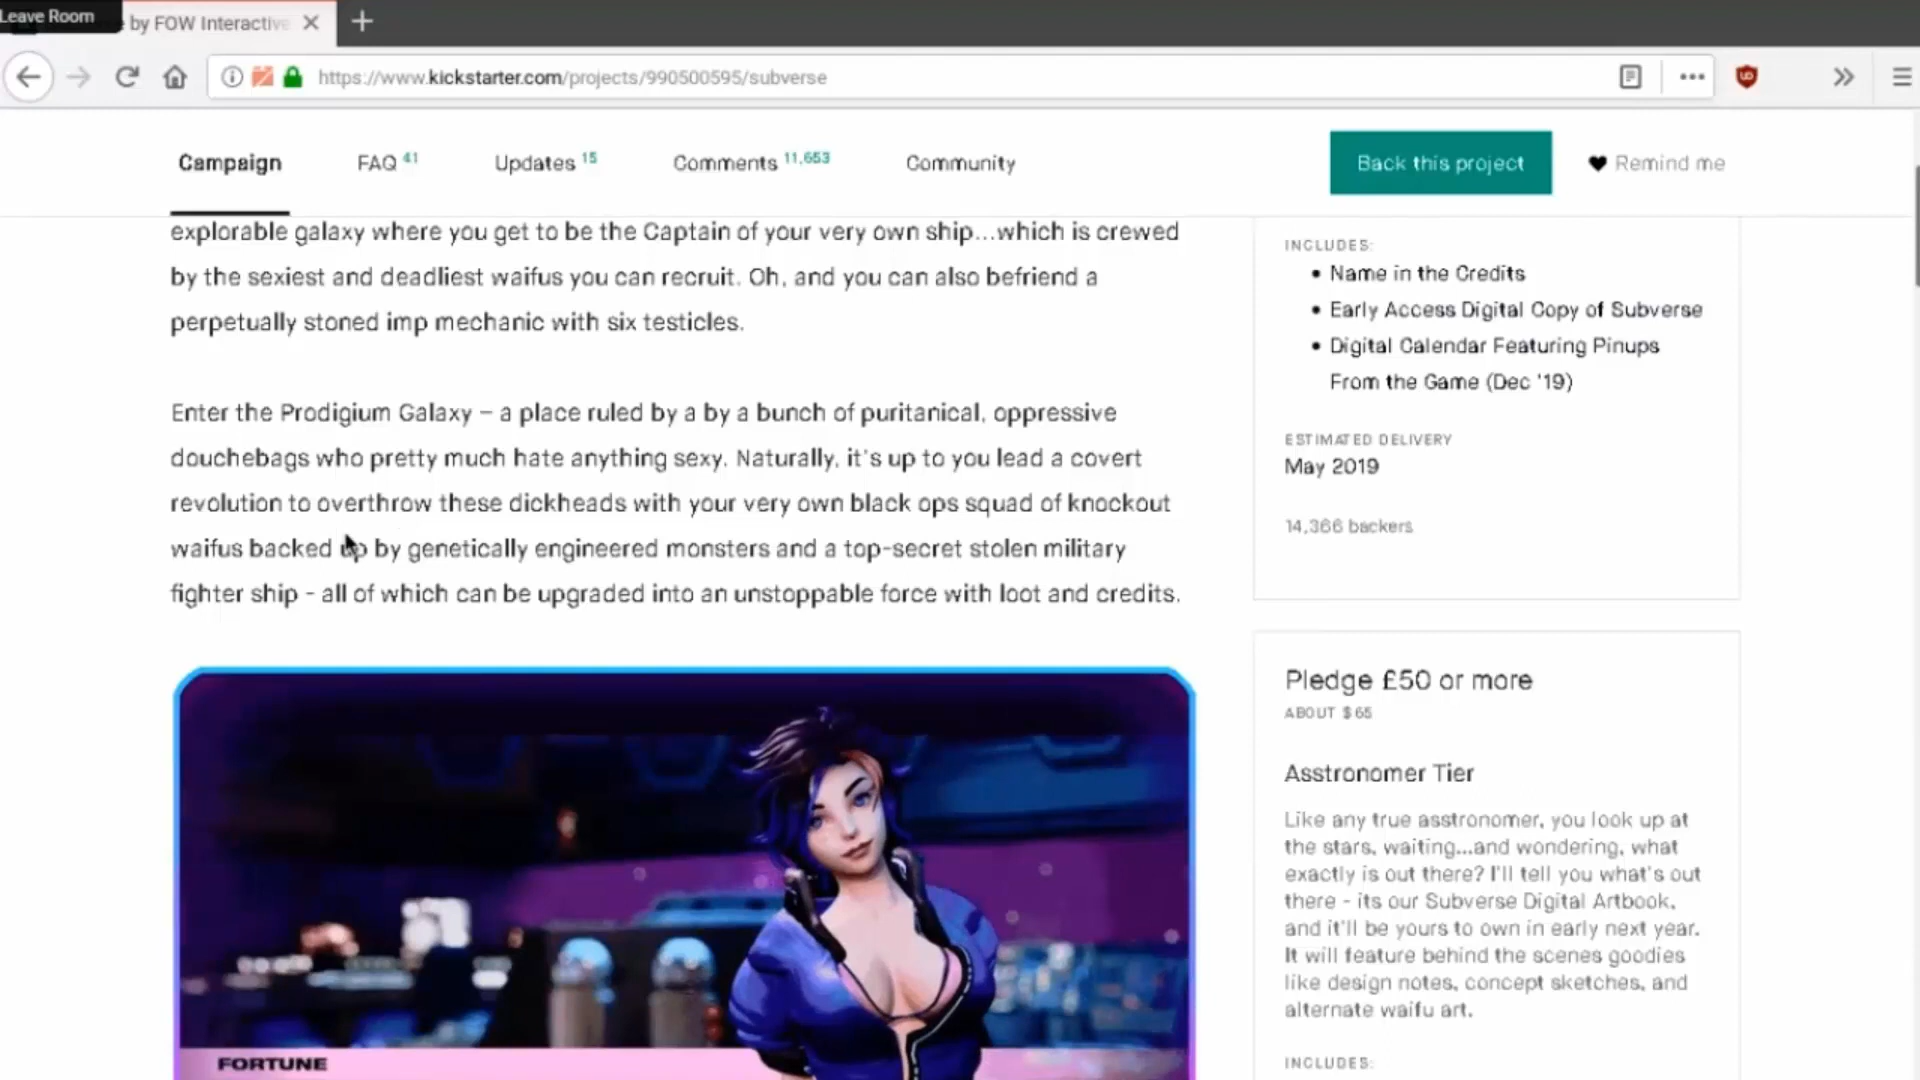 Leave Room
by FOW Interactive
https://www.kickstarter.com/projects/990500595/subverse
Campaign
FAQ 41
Updates 15
Comments 11,653
Community
Back this project
Remind me
explorable galaxy where you get to be the Captain of your very own ship...which is crewed
by the sexiest and deadliest waifus you can recruit. Oh, and you can also befriend a
perpetually stoned imp mechanic with six testicles.
Enter the Prodigium Galaxy – a place ruled by a by a bunch of puritanical, oppressive
douchebags who pretty much hate anything sexy. Naturally, it's up to you lead a covert
revolution to overthrow these dickheads with your very own black ops squad of knockout
waifus backed up by genetically engineered monsters and a top-secret stolen military
fighter ship - all of which can be upgraded into an unstoppable force with loot and credits.
FORTUNE
INCLUDES:
• Name in the Credits
• Early Access Digital Copy of Subverse
• Digital Calendar Featuring Pinups
From the Game (Dec '19)
ESTIMATED DELIVERY
May 2019
14,366 backers
Pledge £50 or more
ABOUT $65
Asstronomer Tier
Like any true asstronomer, you look up at
the stars, waiting...and wondering, what
exactly is out there? I'll tell you what's out
there - its our Subverse Digital Artbook,
and it'll be yours to own in early next year.
It will feature behind the scenes goodies
like design notes, concept sketches, and
alternate waifu art.
INCLUDES: